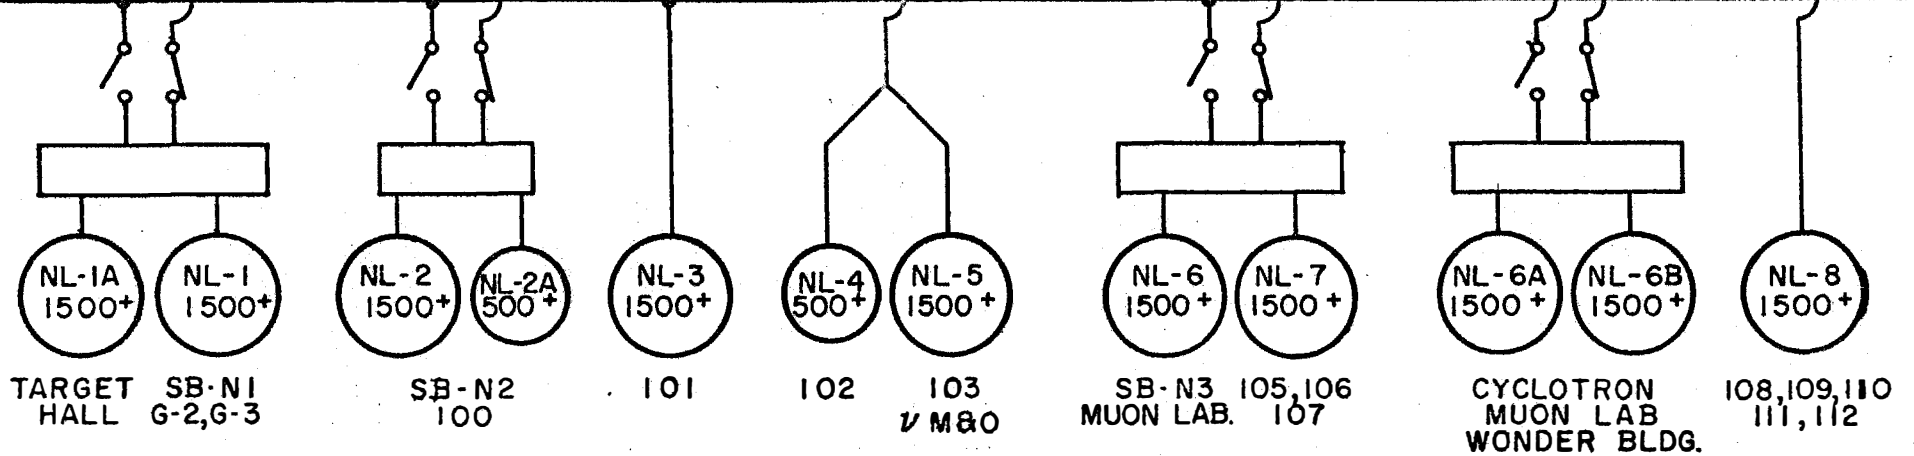 NL-1A
1500+
NL-1
1500+
NL-2
1500+
NL-2A
500+
NL-3
1500+
NL-4
500+
NL-5
1500+
NL-6
1500+
NL-7
1500+
NL-6A
1500+
NL-6B
1500+
NL-8
1500+
TARGET
HALL
SB·N1
G-2,G-3
SB-N2
100
101
102
103
ν M&O
SB·N3
MUON LAB.
105,106
107
CYCLOTRON
MUON LAB
WONDER BLDG.
108,109,110
111,112